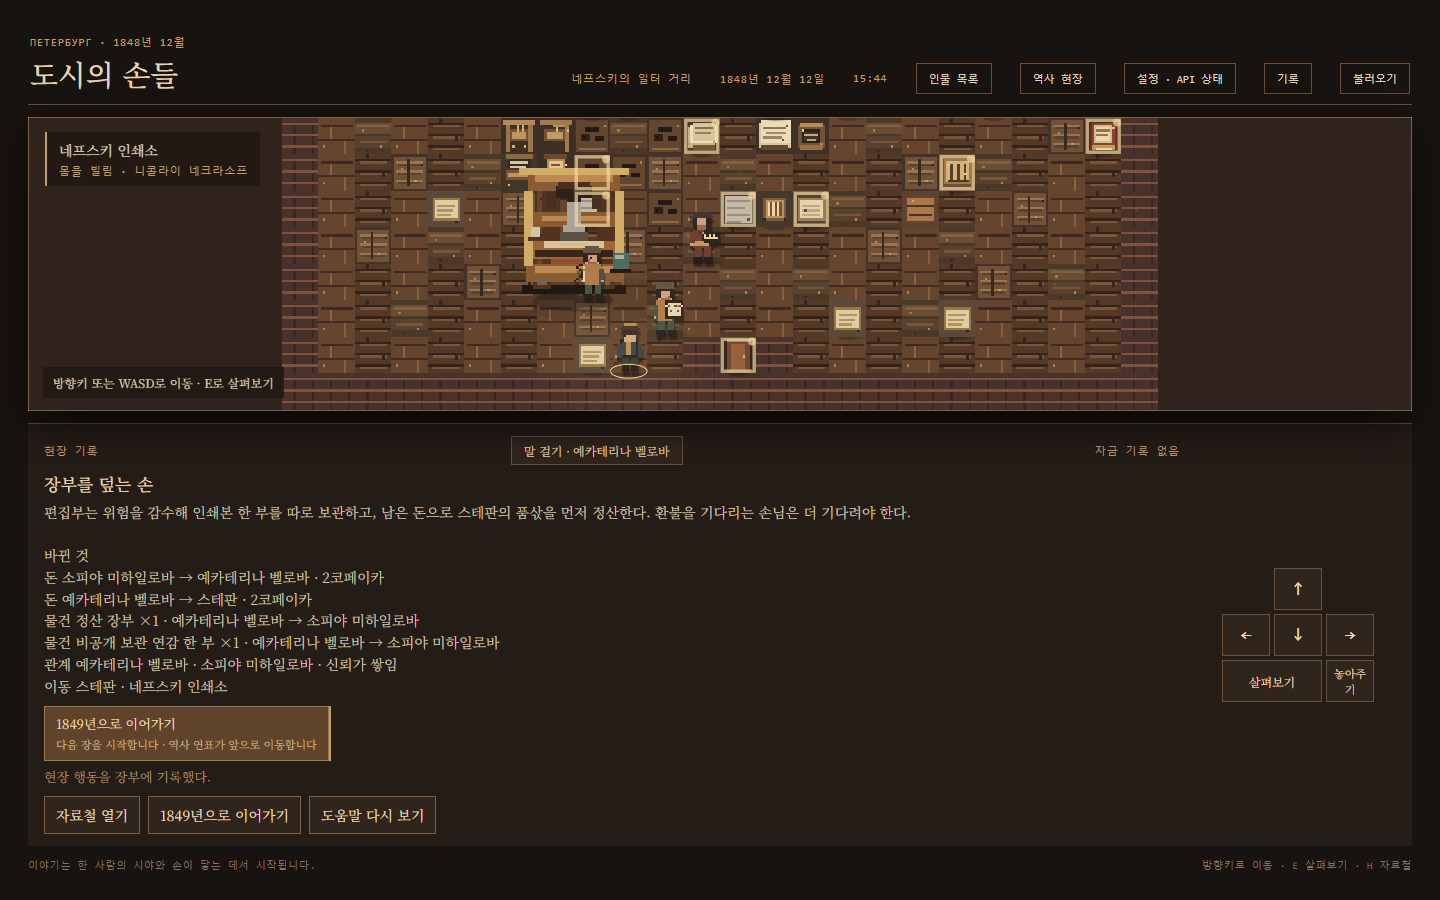 ПЕТЕРБУРГ · 1848년 12월
도시의 손들
네프스키의 일터 거리
1848년 12월 12일
15:44
인물 목록
역사 현장
설정 · API 상태
기록
불러오기
네프스키 인쇄소
몸을 빌림 · 니콜라이 네크라소프
방향키 또는 WASD로 이동 · E로 살펴보기
현장 기록
말 걸기 · 예카테리나 벨로바
자금 기록 없음
장부를 덮는 손
편집부는 위험을 감수해 인쇄본 한 부를 따로 보관하고, 남은 돈으로 스테판의 품삯을 먼저 정산한다. 환불을 기다리는 손님은 더 기다려야 한다.
바뀐 것
돈 소피야 미하일로바 → 예카테리나 벨로바 · 2코페이카
돈 예카테리나 벨로바 → 스테판 · 2코페이카
물건 정산 장부 ×1 · 예카테리나 벨로바 → 소피야 미하일로바
물건 비공개 보관 연감 한 부 ×1 · 예카테리나 벨로바 → 소피야 미하일로바
관계 예카테리나 벨로바 · 소피야 미하일로바 · 신뢰가 쌓임
이동 스테판 · 네프스키 인쇄소
↑
← ↓ →
살펴보기
놓아주
기
1849년으로 이어가기
다음 장을 시작합니다 · 역사 연표가 앞으로 이동합니다
현장 행동을 장부에 기록했다.
자료철 열기
1849년으로 이어가기
도움말 다시 보기
이야기는 한 사람의 시야와 손이 닿는 데서 시작됩니다.
방향키로 이동 · E 살펴보기 · H 자료철